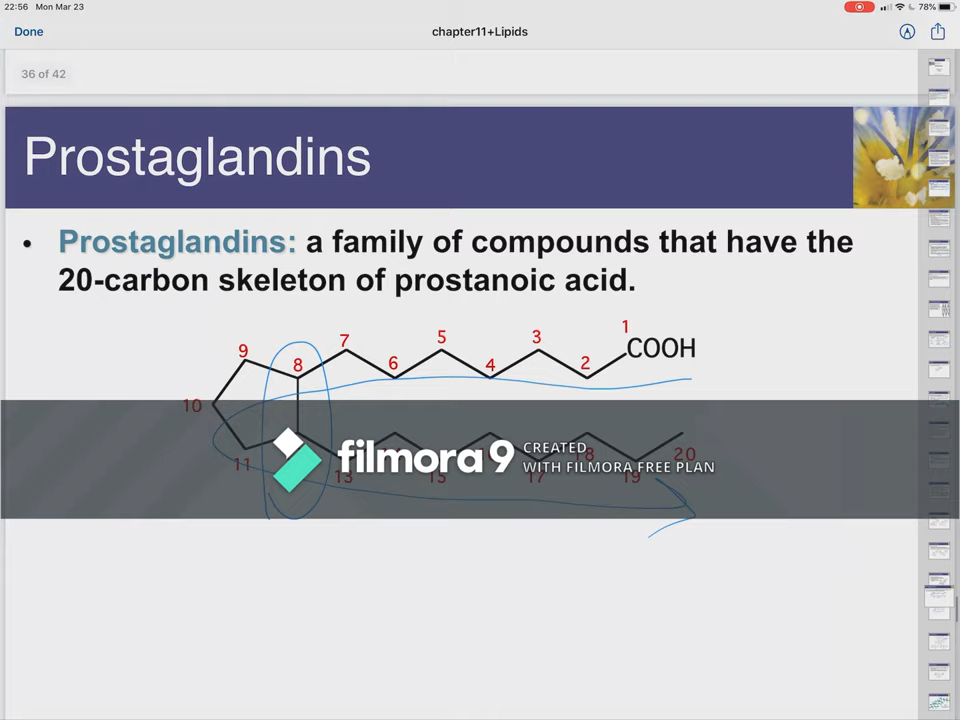 22:56 Mon Mar 23
78%
Done
chapter11+Lipids
36 of 42
Prostaglandins
• Prostaglandins: a family of compounds that have the
20-carbon skeleton of prostanoic acid.
1
COOH
9 8 7 6 5 4 3 2
10
11
13 15 17 18 19 20
filmora9
CREATED
WITH FILMORA FREE PLAN